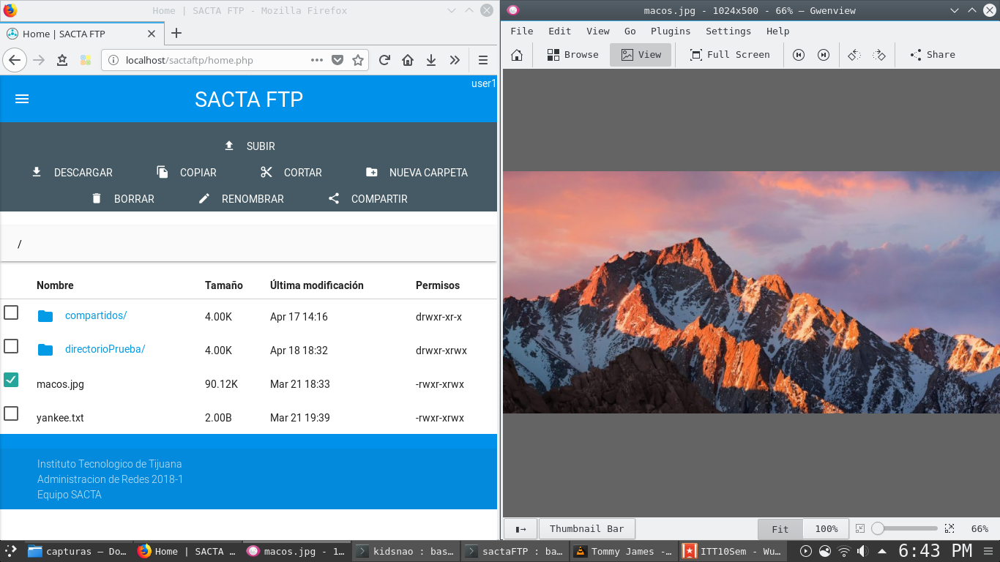 Home | SACTA FTP - Mozilla Firefox
Home | SACTA FTP
localhost/sactaftp/home.php
user1
SACTA FTP
SUBIR
DESCARGAR COPIAR CORTAR NUEVA CARPETA
BORRAR RENOMBRAR COMPARTIR
/
Nombre Tamaño Última modificación Permisos
compartidos/ 4.00K Apr 17 14:16 drwxr-xr-x
directorioPrueba/ 4.00K Apr 18 18:32 drwxr-xrwx
macos.jpg 90.12K Mar 21 18:33 -rwxr-xrwx
yankee.txt 2.00B Mar 21 19:39 -rwxr-xrwx
Instituto Tecnologico de Tijuana
Administracion de Redes 2018-1
Equipo SACTA
macos.jpg - 1024x500 - 66% – Gwenview
File Edit View Go Plugins Settings Help
Browse View Full Screen Share
Thumbnail Bar Fit 100% 66%
capturas – Do... Home | SACTA ... macos.jpg - 1... kidsnao : bas... sactaFTP : ba... Tommy James -... ITT10Sem - Wu... 6:43 PM